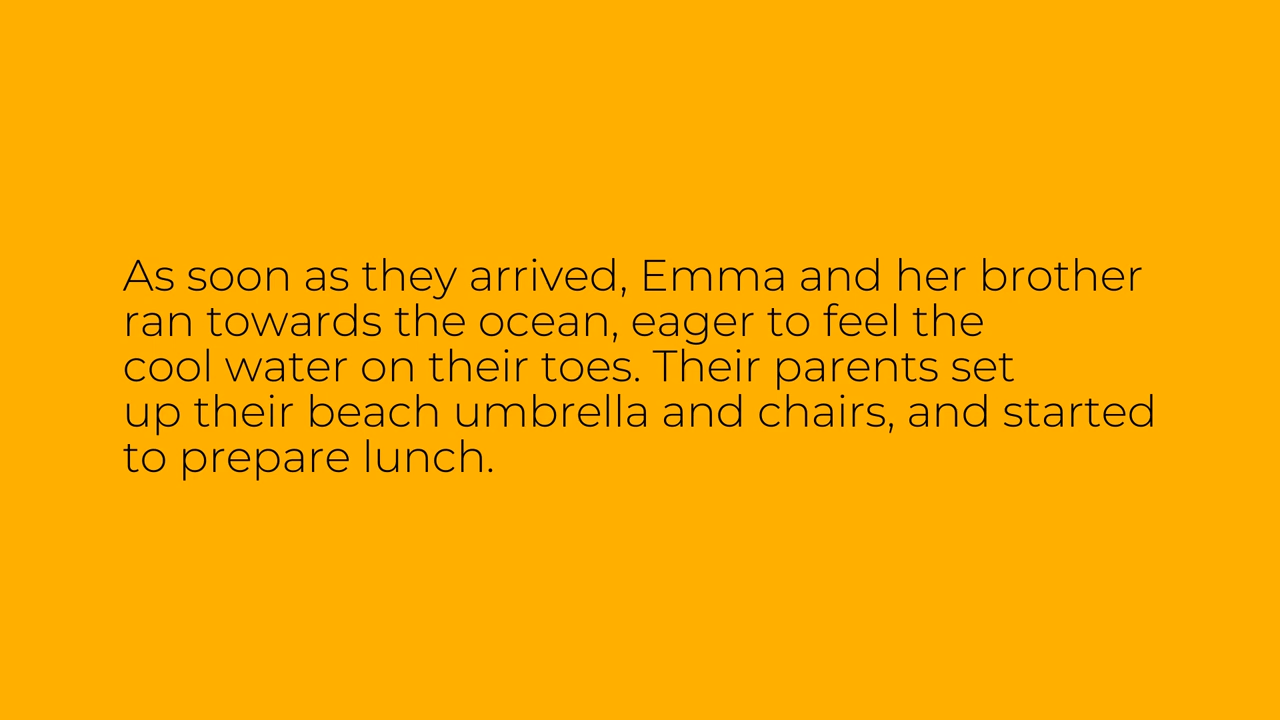 As soon as they arrived, Emma and her brother
ran towards the ocean, eager to feel the
cool water on their toes. Their parents set
up their beach umbrella and chairs, and started
to prepare lunch.